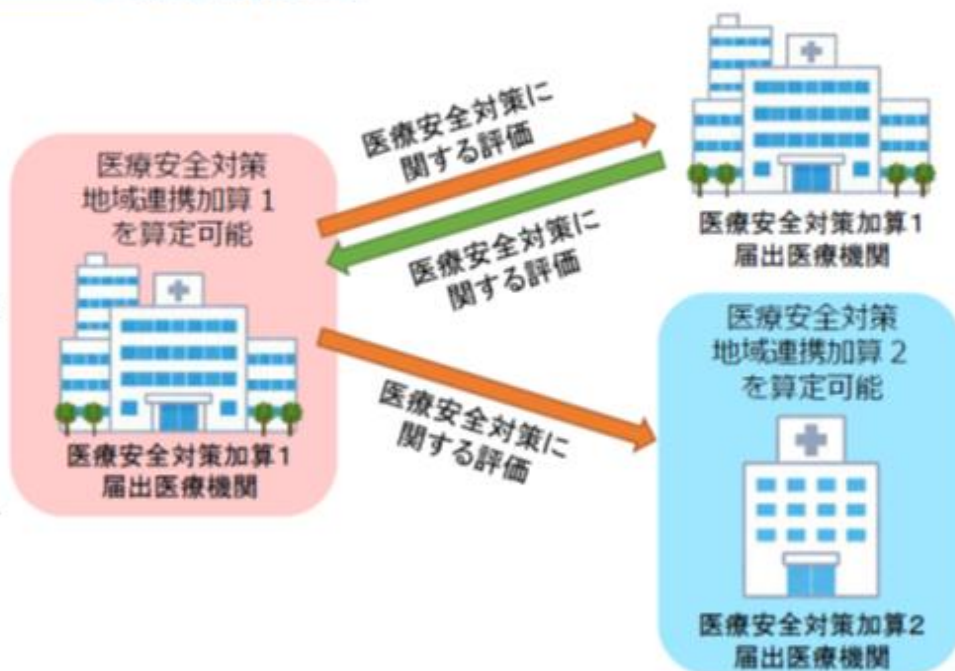 医療安全対策
地域連携加算 1
を算定可能
医療安全対策加算1
届出医療機関
医療安全対策に
関する評価
医療安全対策に
関する評価
医療安全対策に
関する評価
医療安全対策加算1
届出医療機関
医療安全対策
地域連携加算 2
を算定可能
医療安全対策加算2
届出医療機関